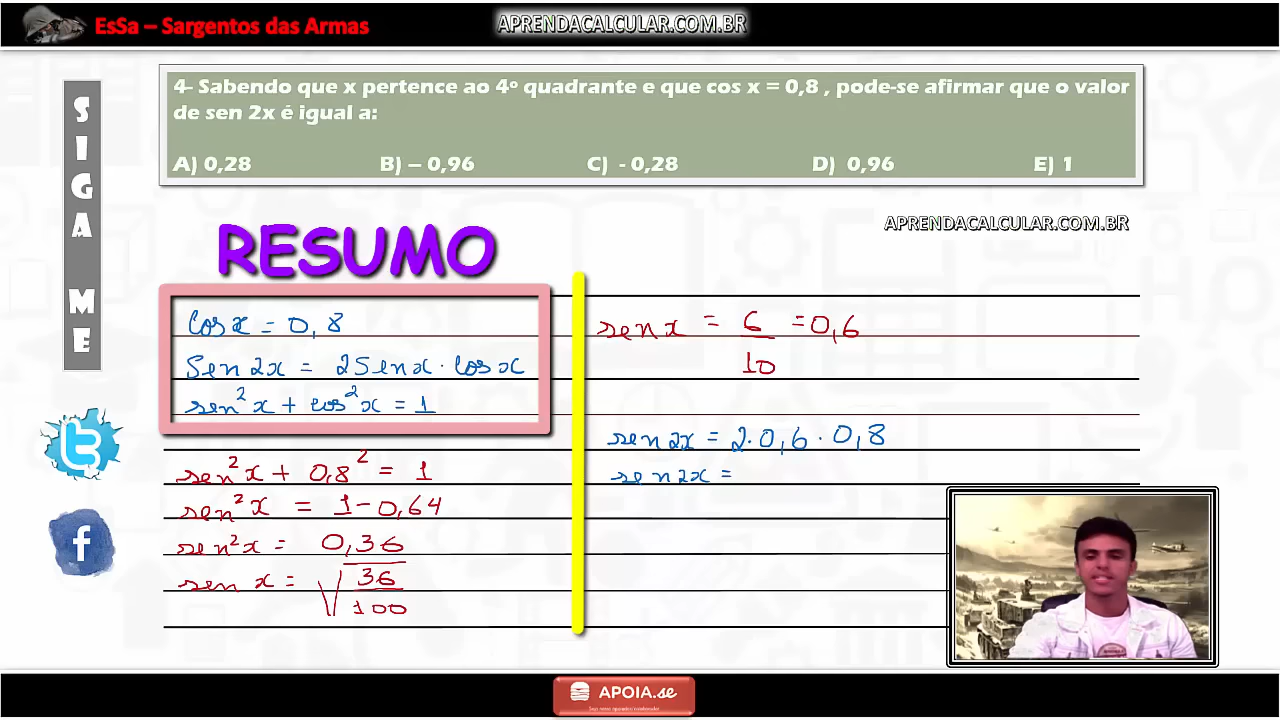 EsSa – Sargentos das Armas
APRENDACALCULAR.COM.BR
4- Sabendo que x pertence ao 4º quadrante e que cos x = 0,8 , pode-se afirmar que o valor
de sen 2x é igual a:
A) 0,28 B) – 0,96 C) - 0,28 D) 0,96 E) 1
SIGA ME
APRENDACALCULAR.COM.BR
RESUMO
cos x = 0,8
Sen 2x = 2 Sen x · cos x
sen² x + cos² x = 1
sen² x + 0,8² = 1
sen² x = 1 - 0,64
sen² x = 0,36
sen x = √36/100
sen x = 6/10 = 0,6
sen 2x = 2 · 0,6 · 0,8
sen 2x =
APOIA.se